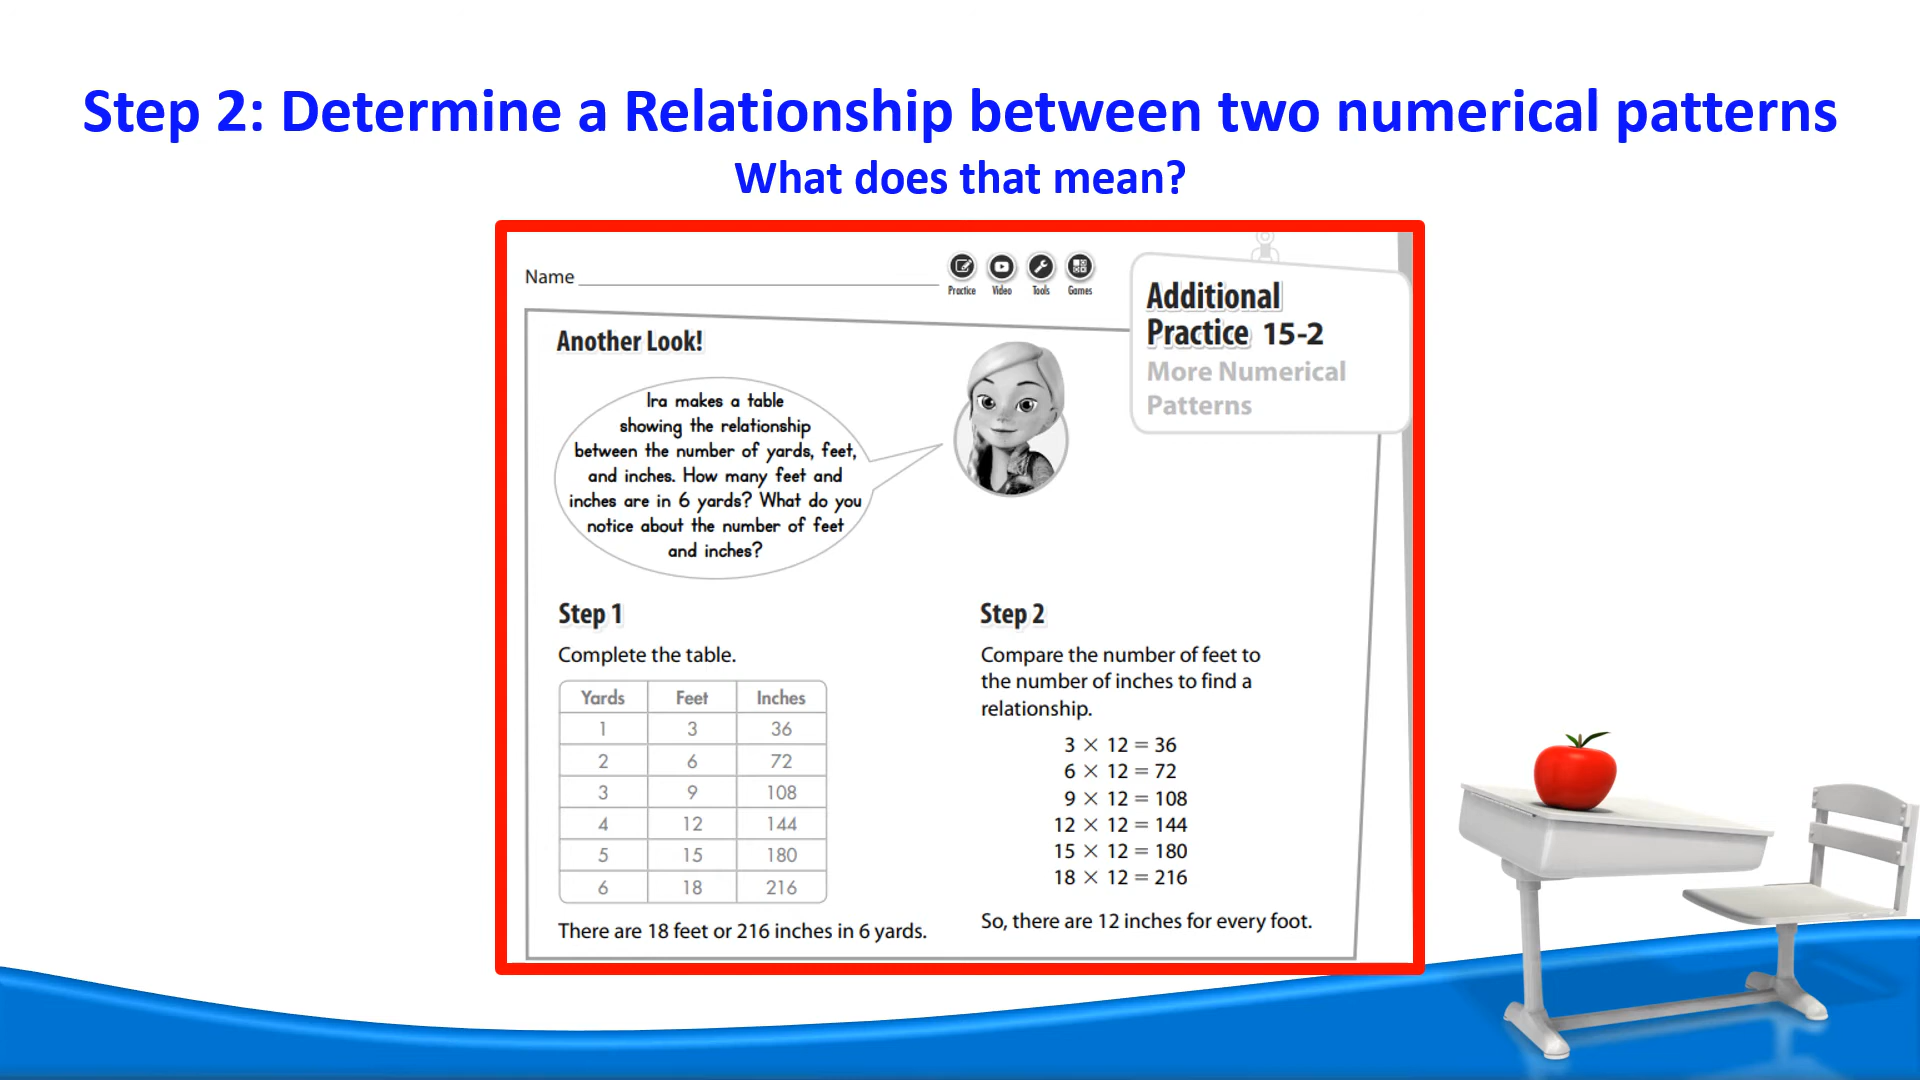 Step 2: Determine a Relationship between two numerical patterns
What does that mean?
Name
Practice Video Tools Games
Additional
Practice 15-2
More Numerical
Patterns
Another Look!
Ira makes a table
showing the relationship
between the number of yards, feet,
and inches. How many feet and
inches are in 6 yards? What do you
notice about the number of feet
and inches?
Step 1
Complete the table.
Yards Feet Inches
1 3 36
2 6 72
3 9 108
4 12 144
5 15 180
6 18 216
There are 18 feet or 216 inches in 6 yards.
Step 2
Compare the number of feet to
the number of inches to find a
relationship.
3 × 12 = 36
6 × 12 = 72
9 × 12 = 108
12 × 12 = 144
15 × 12 = 180
18 × 12 = 216
So, there are 12 inches for every foot.